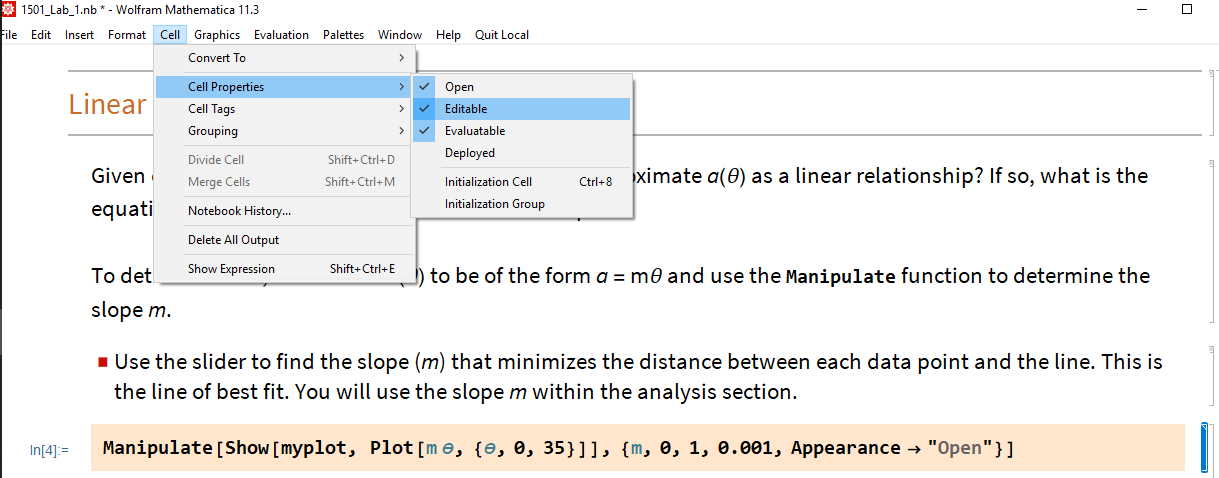 1501_Lab_1.nb * - Wolfram Mathematica 11.3
File Edit Insert Format Cell Graphics Evaluation Palettes Window Help Quit Local
Convert To
Cell Properties
Cell Tags
Grouping
Divide Cell Shift+Ctrl+D
Merge Cells Shift+Ctrl+M
Notebook History...
Delete All Output
Show Expression Shift+Ctrl+E
Open
Editable
Evaluatable
Deployed
Initialization Cell Ctrl+8
Initialization Group
Linear
Given ximate a(θ) as a linear relationship? If so, what is the
equati
To det ) to be of the form a = mθ and use the Manipulate function to determine the
slope m.
Use the slider to find the slope (m) that minimizes the distance between each data point and the line. This is
the line of best fit. You will use the slope m within the analysis section.
In[4]:= Manipulate[Show[myplot, Plot[m θ, {θ, 0, 35}]], {m, 0, 1, 0.001, Appearance → "Open"}]